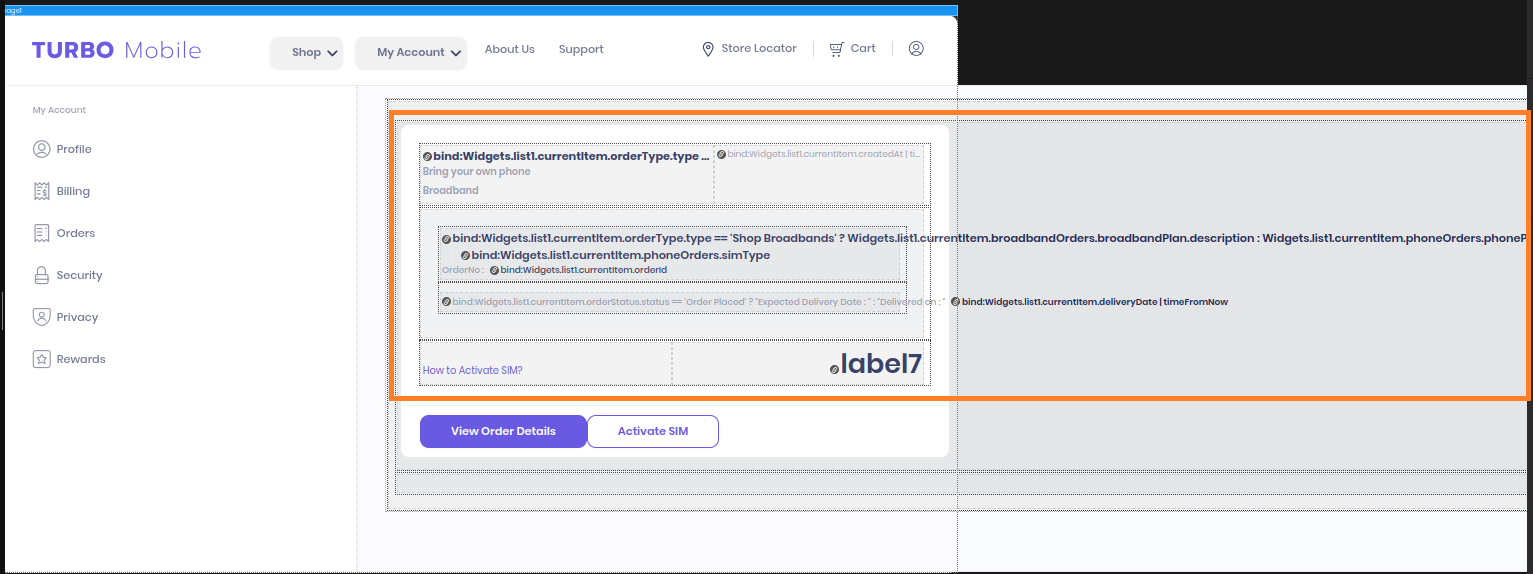 TURBO Mobile
Shop
My Account
About Us
Support
Store Locator
Cart
My Account
Profile
Billing
Orders
Security
Privacy
Rewards
bind:Widgets.list1.currentItem.orderType.type ...
bind:Widgets.list1.currentItem.createdAt | ti...
Bring your own phone
Broadband
bind:Widgets.list1.currentItem.orderType.type == 'Shop Broadbands' ? Widgets.list1.currentItem.broadbandOrders.broadbandPlan.description : Widgets.list1.currentItem.phoneOrders.phoneP
bind:Widgets.list1.currentItem.phoneOrders.simType
OrderNo : bind:Widgets.list1.currentItem.orderId
bind:Widgets.list1.currentItem.orderStatus.status == 'Order Placed' ? "Expected Delivery Date : " : "Delivered on : " bind:Widgets.list1.currentItem.deliveryDate | timeFromNow
How to Activate SIM?
label7
View Order Details
Activate SIM